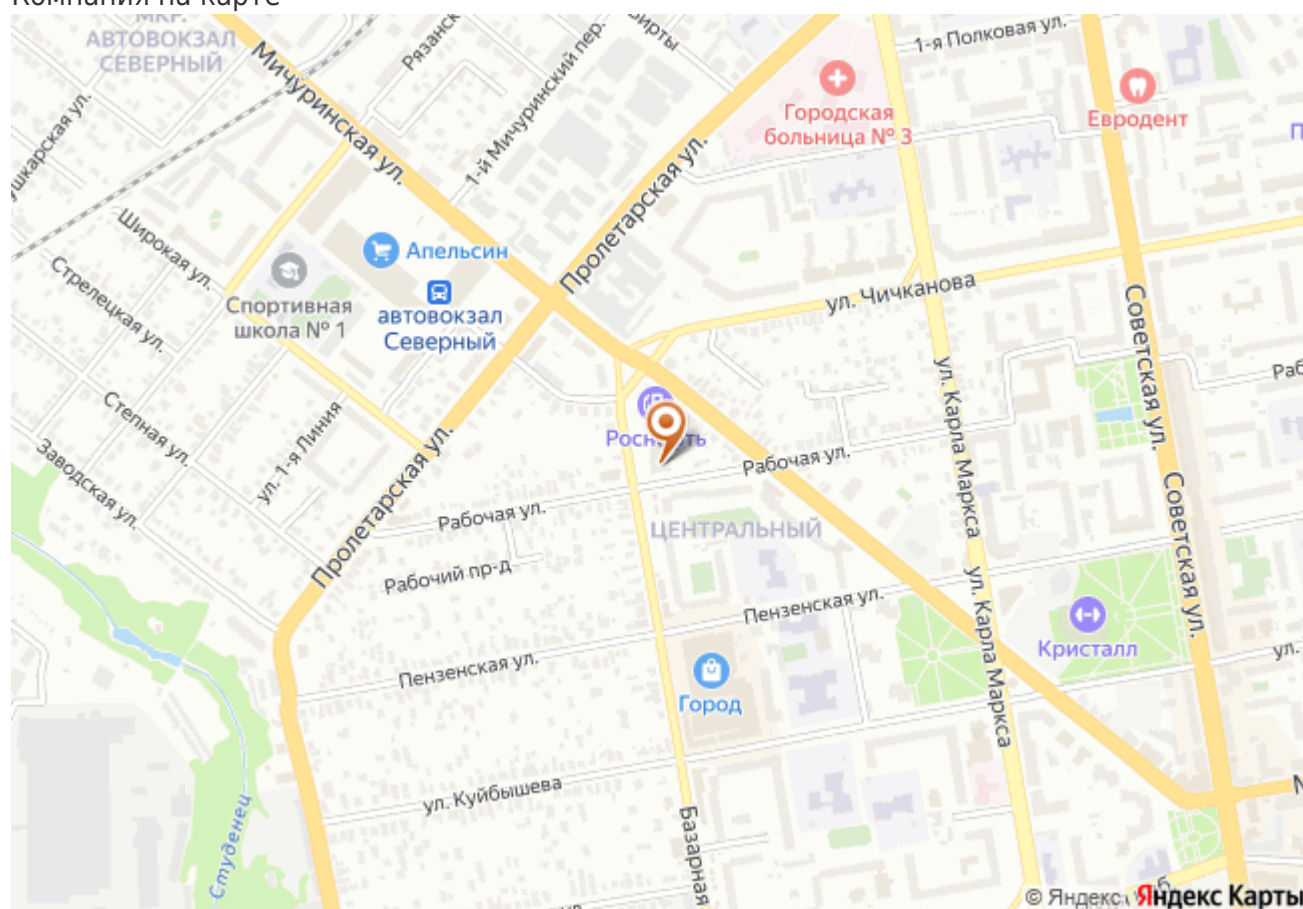 Компания на карте
МКР.
АВТОВОКЗАЛ
СЕВЕРНЫЙ
Мичуринская ул.
1-й Мичуринский пер.
1-я Полковая ул.
Городская
больница № 3
Евродент
Пролетарская ул.
Широкая ул.
Стрелецкая ул.
Апельсин
Спортивная
школа № 1
автовокзал
Северный
ул. Чичканова
Советская ул.
ул. Карла Маркса
Степная ул.
ул. 1-я Линия
Заводская ул.
Пролетарская ул.
Рабочая ул.
Рабочая ул.
ЦЕНТРАЛЬНЫЙ
Рабочий пр-д
Советская ул.
Пензенская ул.
Пензенская ул.
ул. Карла Маркса
Кристалл
ул.
Город
ул. Куйбышева
Базарная
Студенец
© Яндекс
Яндекс Карты